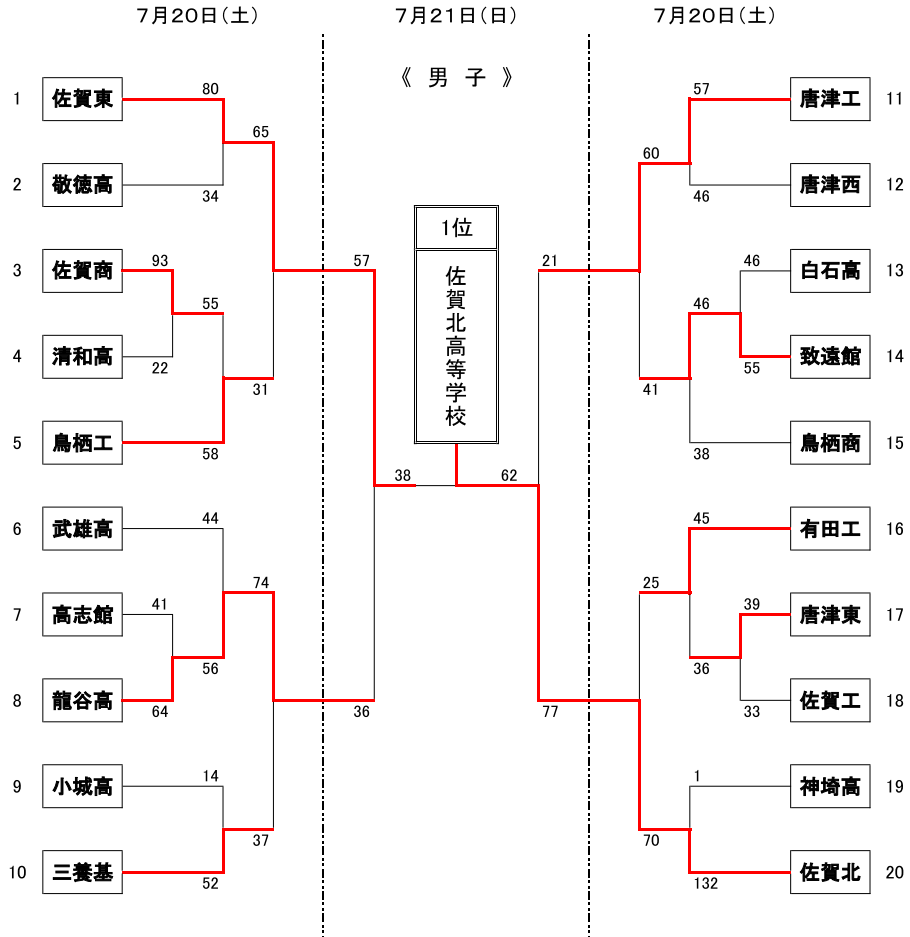 7月20日(土) 7月21日(日) 7月20日(土)
《 男 子 》
1 佐賀東 80 57 唐津工 11
65 60
2 敬徳高 34 46 唐津西 12
1位
佐賀北高等学校
3 佐賀商 93 57 21 46 白石高 13
55 46
4 清和高 22 55 致遠館 14
31 41
5 鳥栖工 58 38 鳥栖商 15
38 62
6 武雄高 44 45 有田工 16
74 25
7 高志館 41 39 唐津東 17
56 36
8 龍谷高 64 36 77 33 佐賀工 18
9 小城高 14 1 神埼高 19
37 70
10 三養基 52 132 佐賀北 20